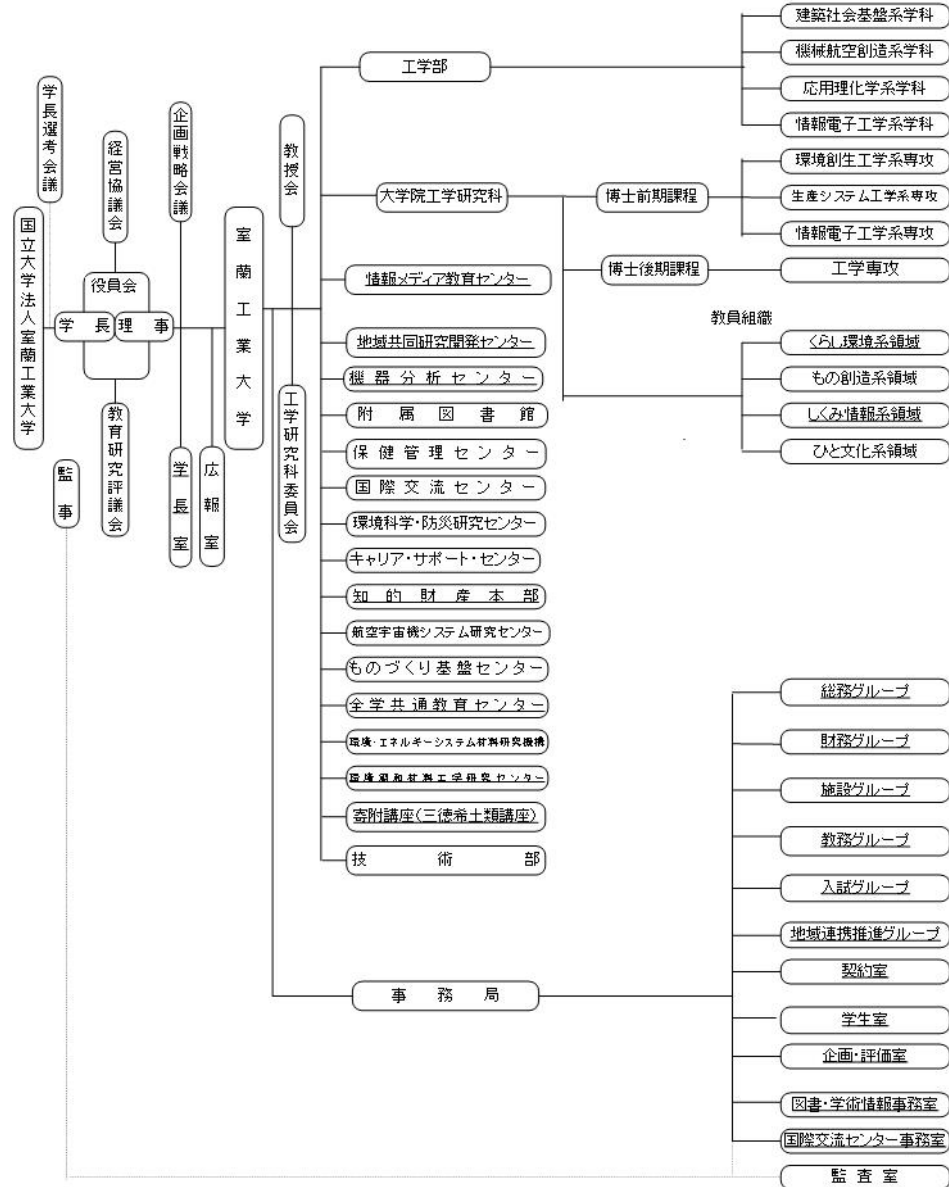 国立大学法人室蘭工業大学
学長選考会議
監事
経営協議会
役員会
学長
理事
教育研究評議会
企画戦略会議
学長室
広報室
室蘭工業大学
教授会
工学研究科委員会
工学部
建築社会基盤系学科
機械航空創造系学科
応用理化学系学科
情報電子工学系学科
大学院工学研究科
博士前期課程
環境創生工学系専攻
生産システム工学系専攻
情報電子工学系専攻
博士後期課程
工学専攻
教員組織
くらし環境系領域
もの創造系領域
しくみ情報系領域
ひと文化系領域
情報メディア教育センター
地域共同研究開発センター
機器分析センター
附属図書館
保健管理センター
国際交流センター
環境科学・防災研究センター
キャリア・サポート・センター
知的財産本部
航空宇宙機システム研究センター
ものづくり基盤センター
全学共通教育センター
環境・エネルギーシステム材料研究機構
環境調和材料工学研究センター
寄附講座(三徳希土類講座)
技術部
事務局
総務グループ
財務グループ
施設グループ
教務グループ
入試グループ
地域連携推進グループ
契約室
学生室
企画・評価室
図書・学術情報事務室
国際交流センター事務室
監査室